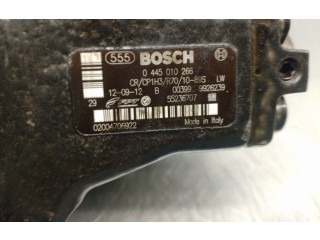 555 BOSCH
0 445 010 266
CR/CP1H3/R70/10-89S LW
12-09-12 B 00399 9926239
29 55236707
02004706922 Made in Italy